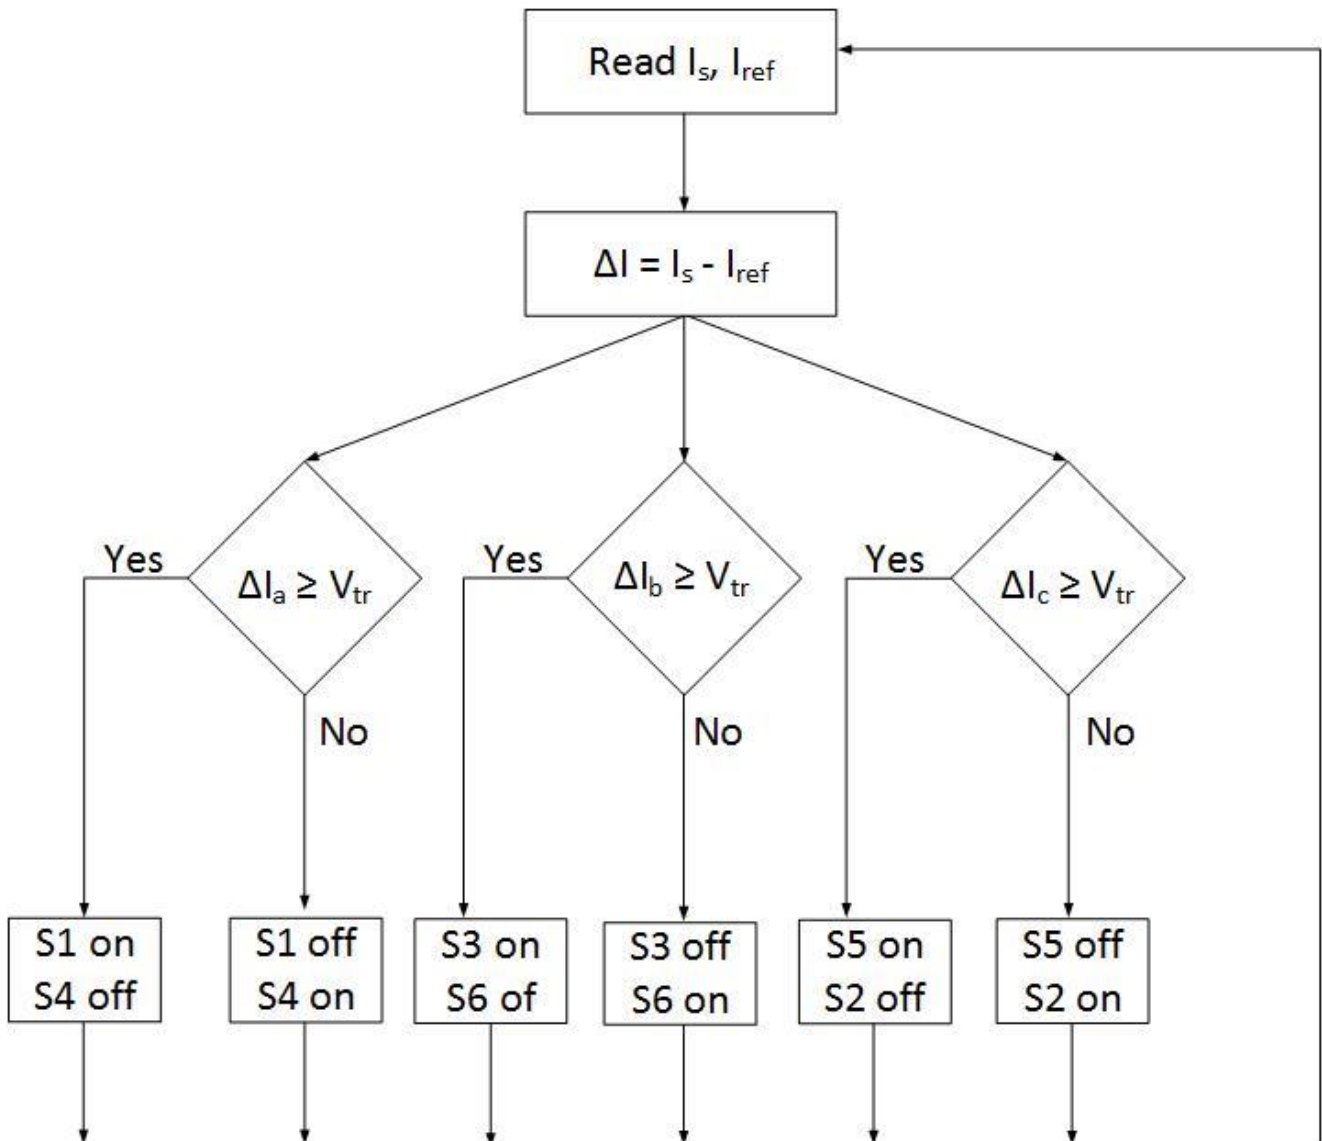 Read Is, Iref
ΔI = Is - Iref
Yes
ΔIa ≥ Vtr
No
Yes
ΔIb ≥ Vtr
No
Yes
ΔIc ≥ Vtr
No
S1 on
S4 off
S1 off
S4 on
S3 on
S6 of
S3 off
S6 on
S5 on
S2 off
S5 off
S2 on